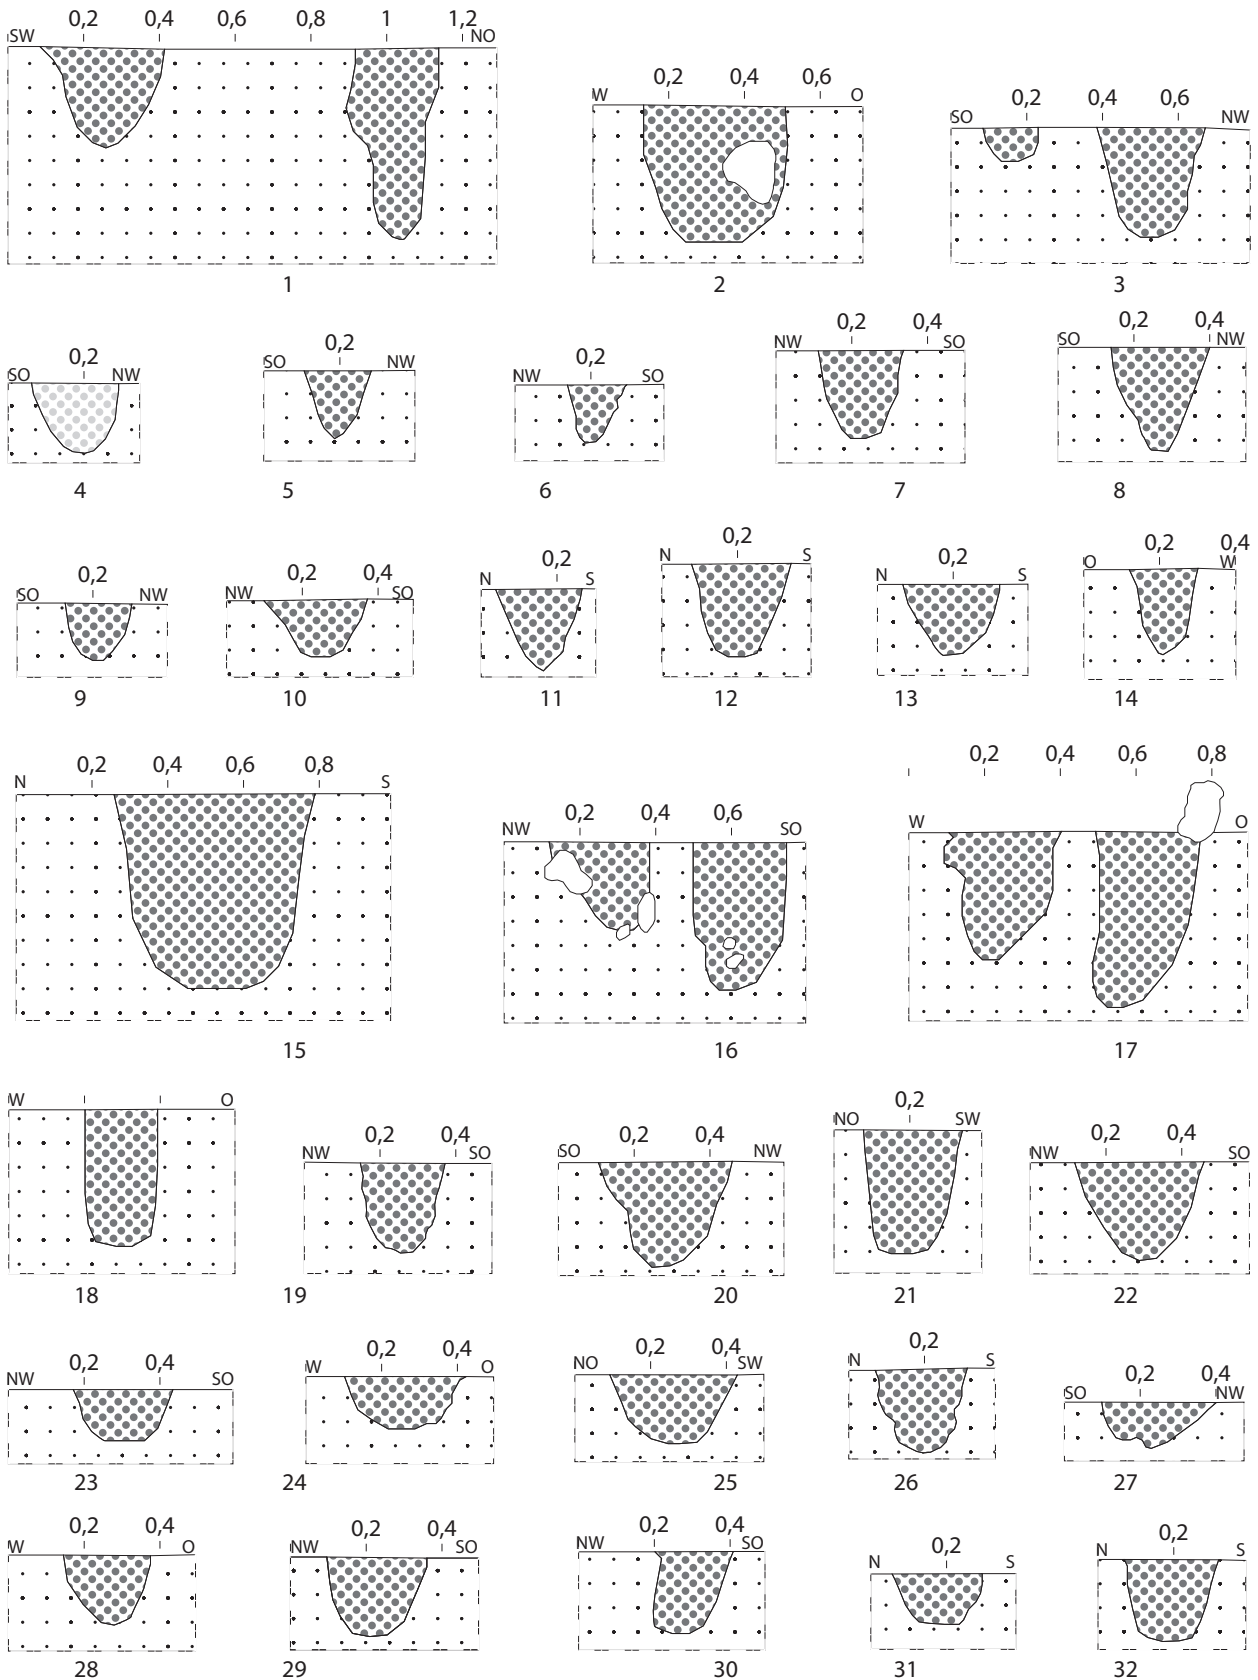 0,2 0,4 0,6 0,8 1 1,2
SW NO
1
0,2 0,4 0,6
W O
2
0,2 0,4 0,6
SO NW
3
0,2
SO NW
4
0,2
SO NW
5
0,2
NW SO
6
0,2 0,4
NW SO
7
0,2 0,4
SO NW
8
0,2
SO NW
9
0,2 0,4
NW SO
10
0,2
N S
11
0,2
N S
12
0,2
N S
13
0,2 0,4
O W
14
0,2 0,4 0,6 0,8
N S
15
0,2 0,4 0,6
NW SO
16
0,2 0,4 0,6 0,8
W O
17
W O
18
0,2 0,4
NW SO
19
0,2 0,4
SO NW
20
0,2
NO SW
21
0,2 0,4
NW SO
22
0,2 0,4
NW SO
23
0,2 0,4
W O
24
0,2 0,4
NO SW
25
0,2
N S
26
0,2 0,4
SO NW
27
0,2 0,4
W O
28
0,2 0,4
NW SO
29
0,2 0,4
NW SO
30
0,2
N S
31
0,2
N S
32